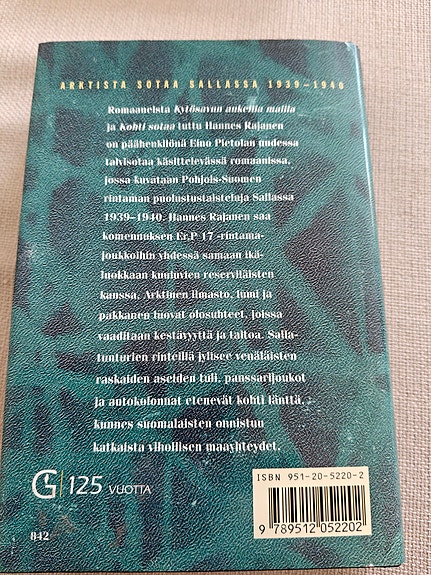 ARKTISTA SOTAA SALLASSA 1939–1940
Romaaneista Kytösavun aukeilla mailla
ja Kohti sotaa tuttu Hannes Rajanen
on päähenkilönä Eino Pietolan uudessa
talvisotaa käsittelevässä romaanissa,
jossa kuvataan Pohjois-Suomen
rintaman puolustustaisteluja Sallassa
1939–1940. Hannes Rajanen saa
komennuksen Er.P 17 -rintama-
joukkoihin yhdessä samaan ikä-
luokkaan kuuluvien reserviläisten
kanssa. Arktinen ilmasto, lumi ja
pakkanen luovat olosuhteet, joissa
vaaditaan kestävyyttä ja taitoa. Salla-
tunturien rinteillä jylisee venäläisten
raskaiden aseiden tuli, panssarijoukot
ja autokolonnat etenevät kohti länttä,
kunnes suomalaisten onnistuu
katkaista vihollisen maayhteydet.
G 125 VUOTTA
842
ISBN 951-20-5220-2
9 789512 052202